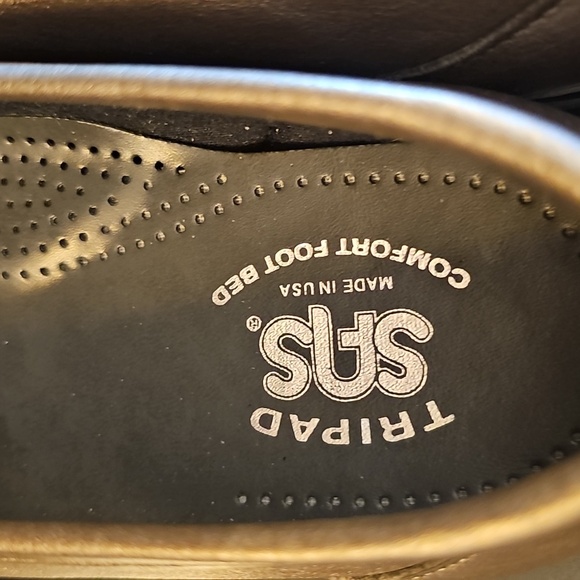 TRIPAD
SAS®
MADE IN USA
COMFORT FOOT BED